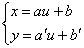 x = au + b
y = a'u + b'